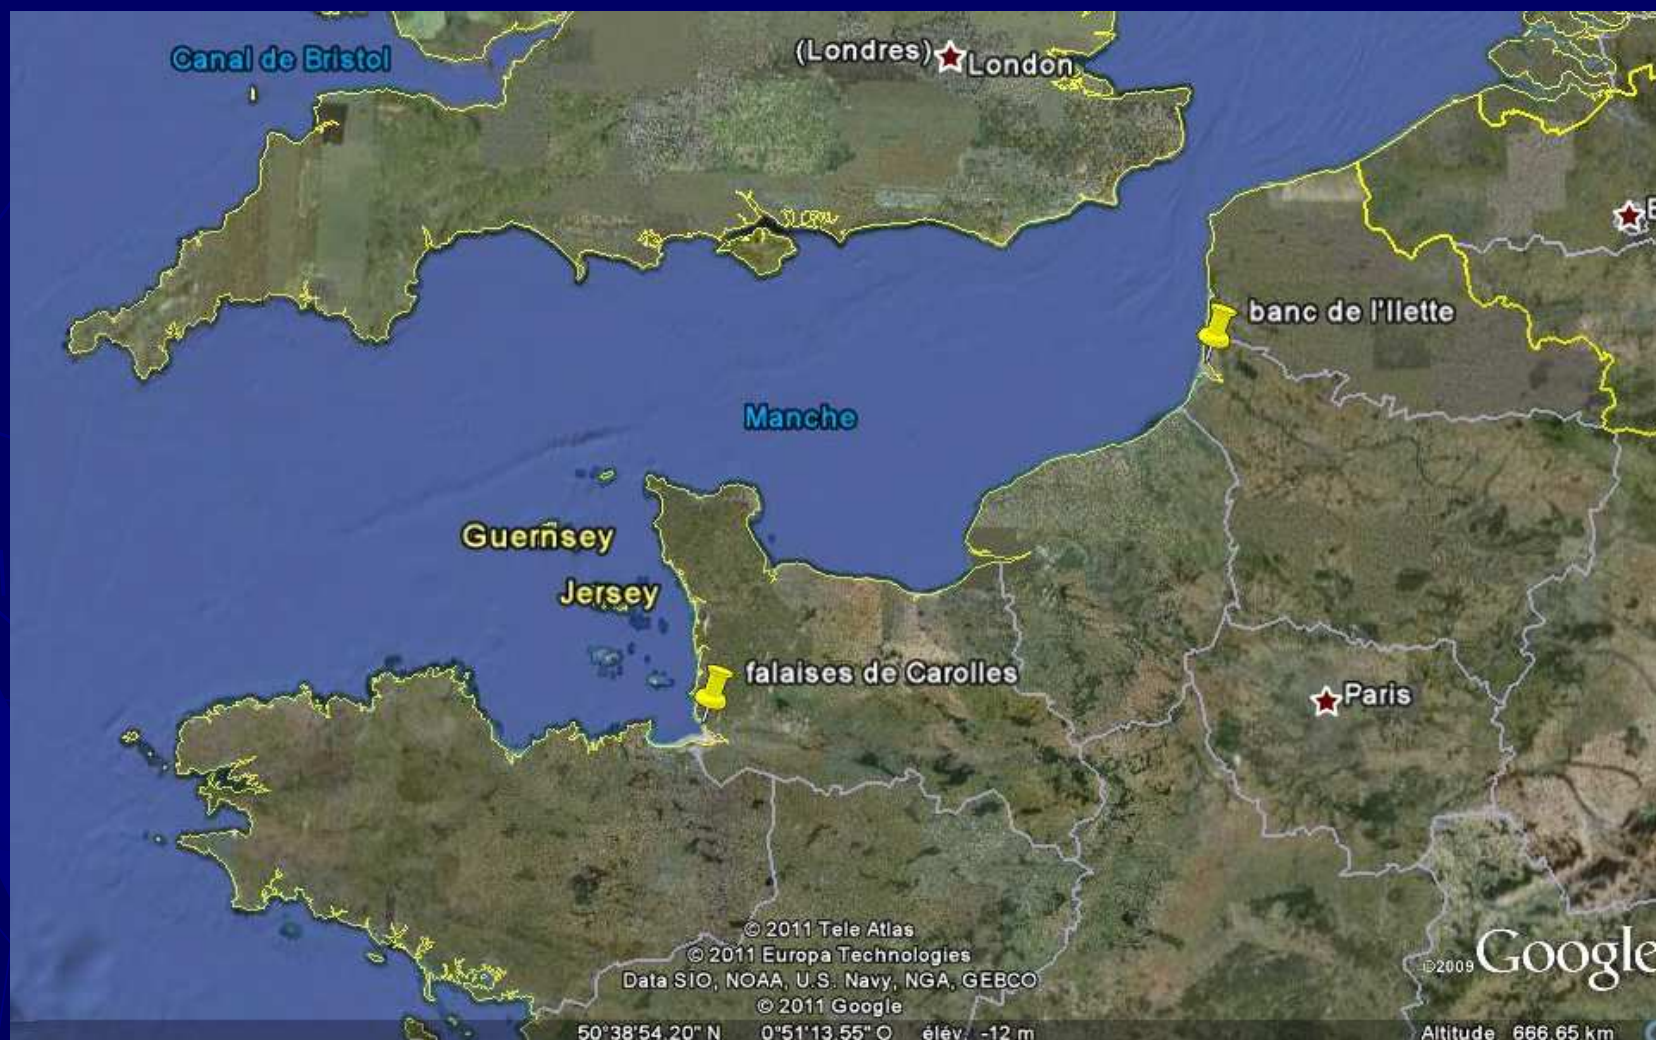 Canal de Bristol
(Londres) London
banc de l'Ilette
Manche
Guernsey
Jersey
falaises de Carolles
Paris
© 2011 Tele Atlas
© 2011 Europa Technologies
Data SIO, NOAA, U.S. Navy, NGA, GEBCO
© 2011 Google
©2009 Google
50°38'54.20" N 0°51'13.55" O élév. -12 m Altitude 666.65 km